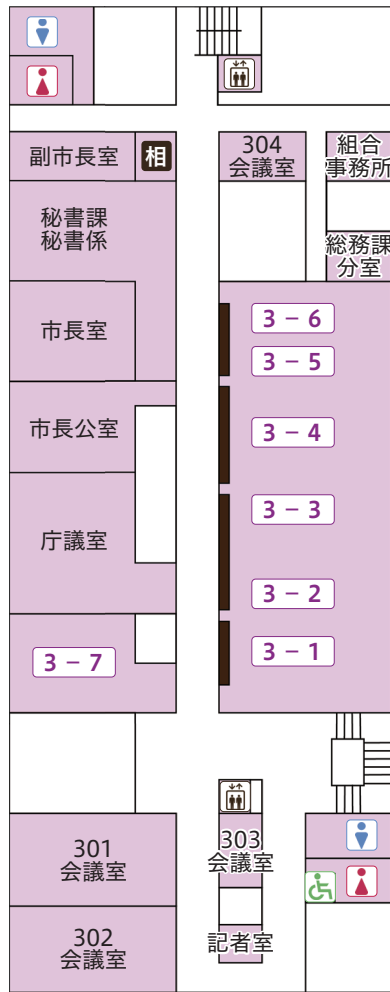 副市長室
相
304
会議室
組合
事務所
秘書課
秘書係
総務課
分室
市長室
3 − 6
3 − 5
市長公室
3 − 4
3 − 3
庁議室
3 − 2
3 − 1
3 − 7
301
会議室
303
会議室
302
会議室
記者室